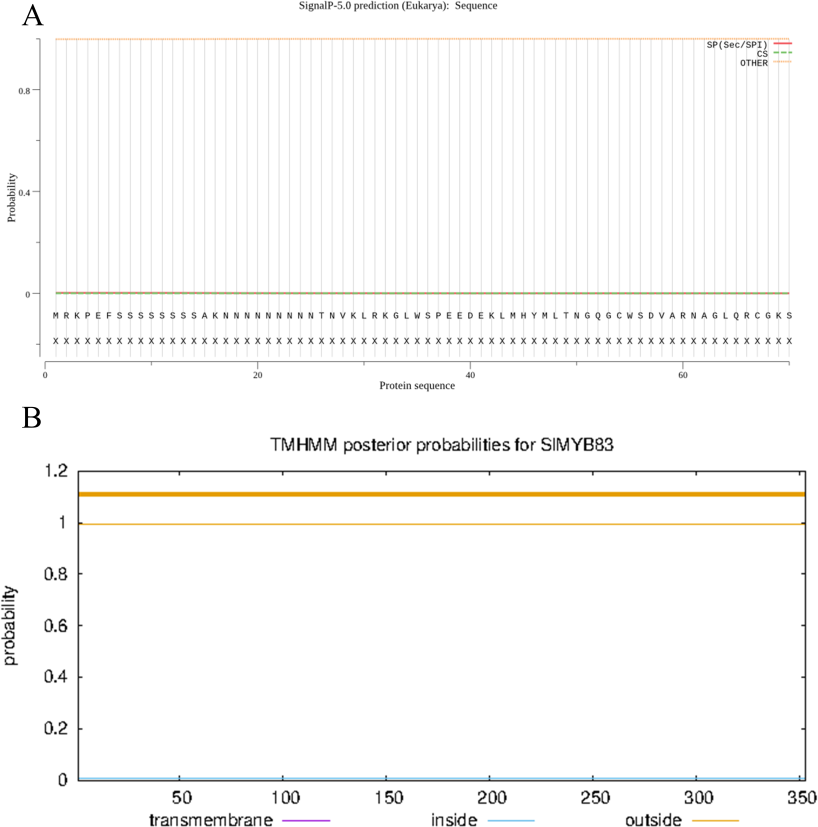 A
SignalP-5.0 prediction (Eukarya): Sequence
SP(Sec/SPI)
CS
OTHER
Probability
0.8
0.4
0
M R K P E F S S S S S S S S A K N N N N N N N N N T N V K L R K G L W S P E E D E K L M H Y M L T N G Q G C W S D V A R N A G L Q R C G K S
X X X X X X X X X X X X X X X X X X X X X X X X X X X X X X X X X X X X X X X X X X X X X X X X X X X X X X X X X X X X X X X X X X X X X X
0 20 40 60
Protein sequence
B
TMHMM posterior probabilities for SlMYB83
probability
1.2
1
0.8
0.6
0.4
0.2
0
50 100 150 200 250 300 350
transmembrane inside outside